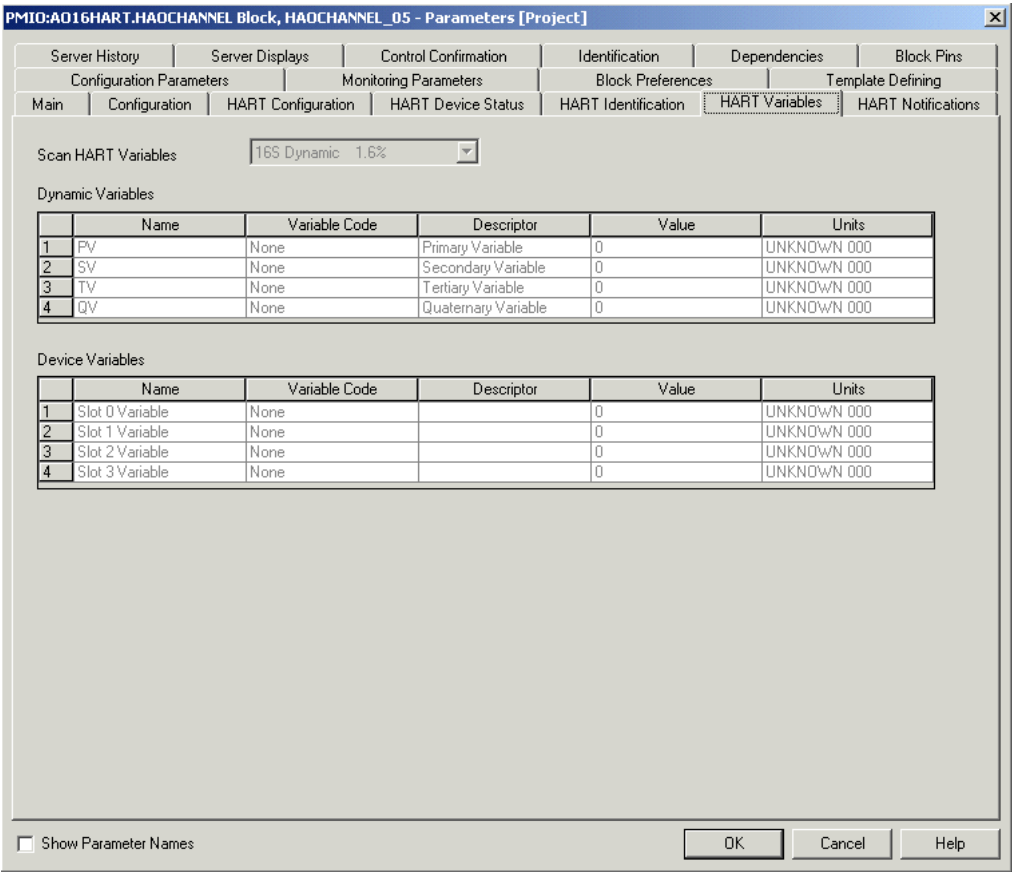 PMIO:AO16HART.HAOCHANNEL Block, HAOCHANNEL_05 - Parameters [Project]
Server History Server Displays Control Confirmation Identification Dependencies Block Pins
Configuration Parameters Monitoring Parameters Block Preferences Template Defining
Main Configuration HART Configuration HART Device Status HART Identification HART Variables HART Notifications
Scan HART Variables 16S Dynamic 1.6%
Dynamic Variables
Name Variable Code Descriptor Value Units
1 PV None Primary Variable 0 UNKNOWN 000
2 SV None Secondary Variable 0 UNKNOWN 000
3 TV None Tertiary Variable 0 UNKNOWN 000
4 QV None Quaternary Variable 0 UNKNOWN 000
Device Variables
Name Variable Code Descriptor Value Units
1 Slot 0 Variable None 0 UNKNOWN 000
2 Slot 1 Variable None 0 UNKNOWN 000
3 Slot 2 Variable None 0 UNKNOWN 000
4 Slot 3 Variable None 0 UNKNOWN 000
Show Parameter Names OK Cancel Help